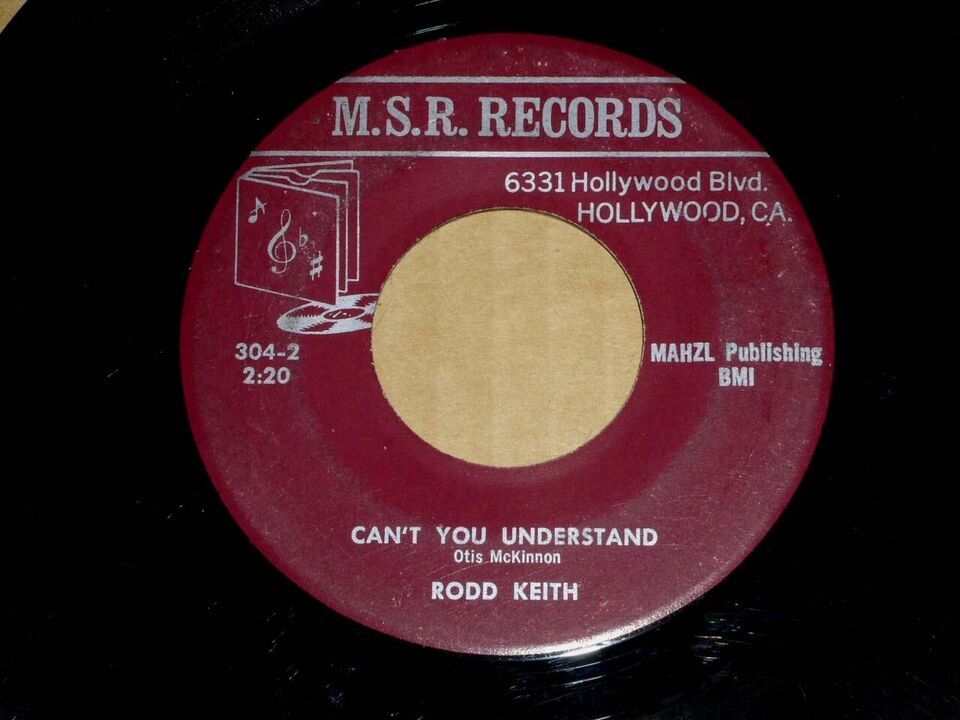 M.S.R. RECORDS
6331 Hollywood Blvd.
HOLLYWOOD, CA.
304-2
2:20
MAHZL Publishing
BMI
CAN'T YOU UNDERSTAND
Otis McKinnon
RODD KEITH